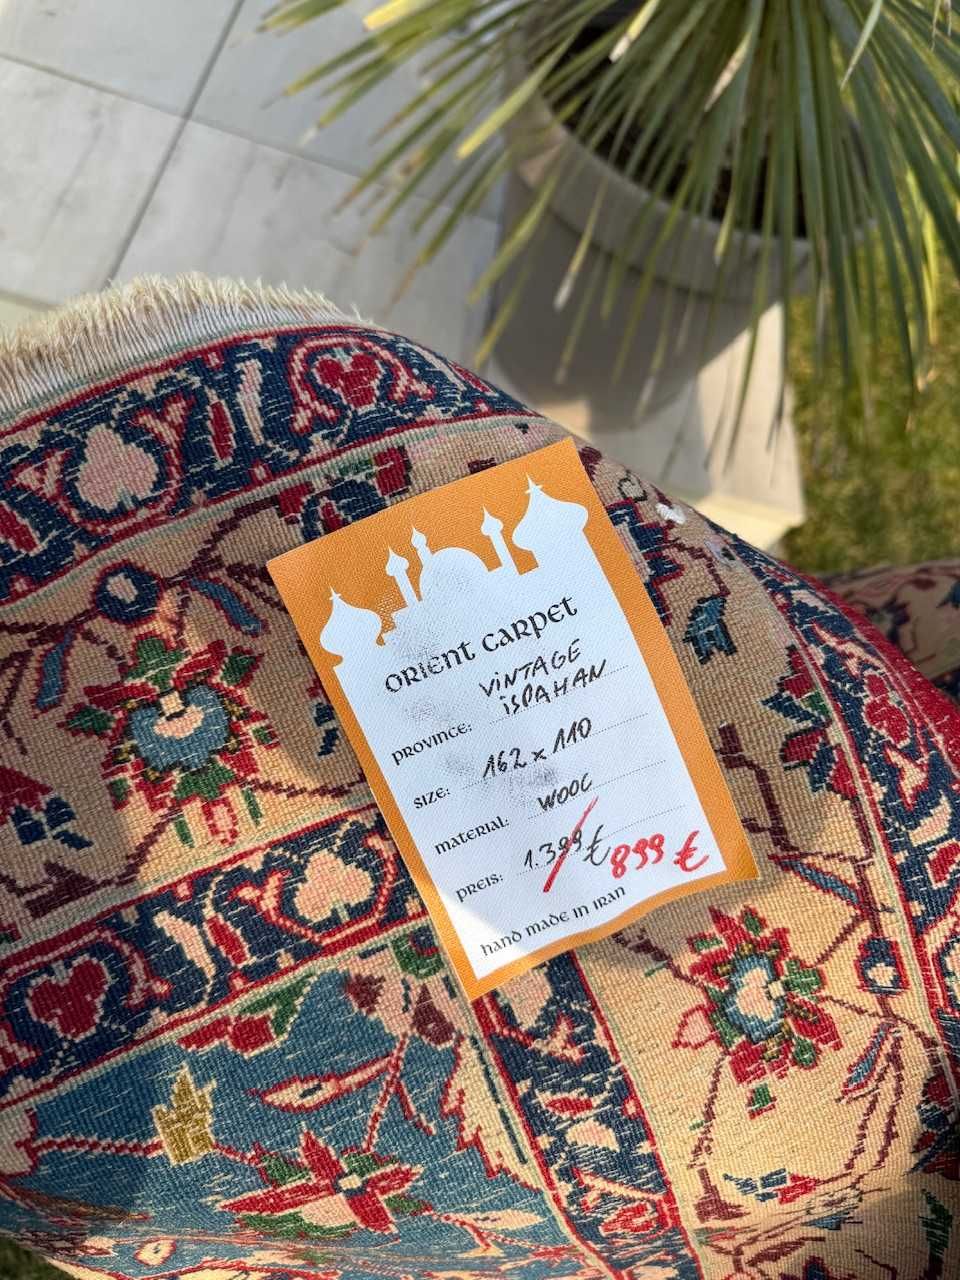 ORIENT CARPET
PROVINCE: VINTAGE
ISPAHAN
SIZE: 162 x 110
MATERIAL: WOOL
PREIS: 1.399 € 899 €
HAND MADE IN IRAN